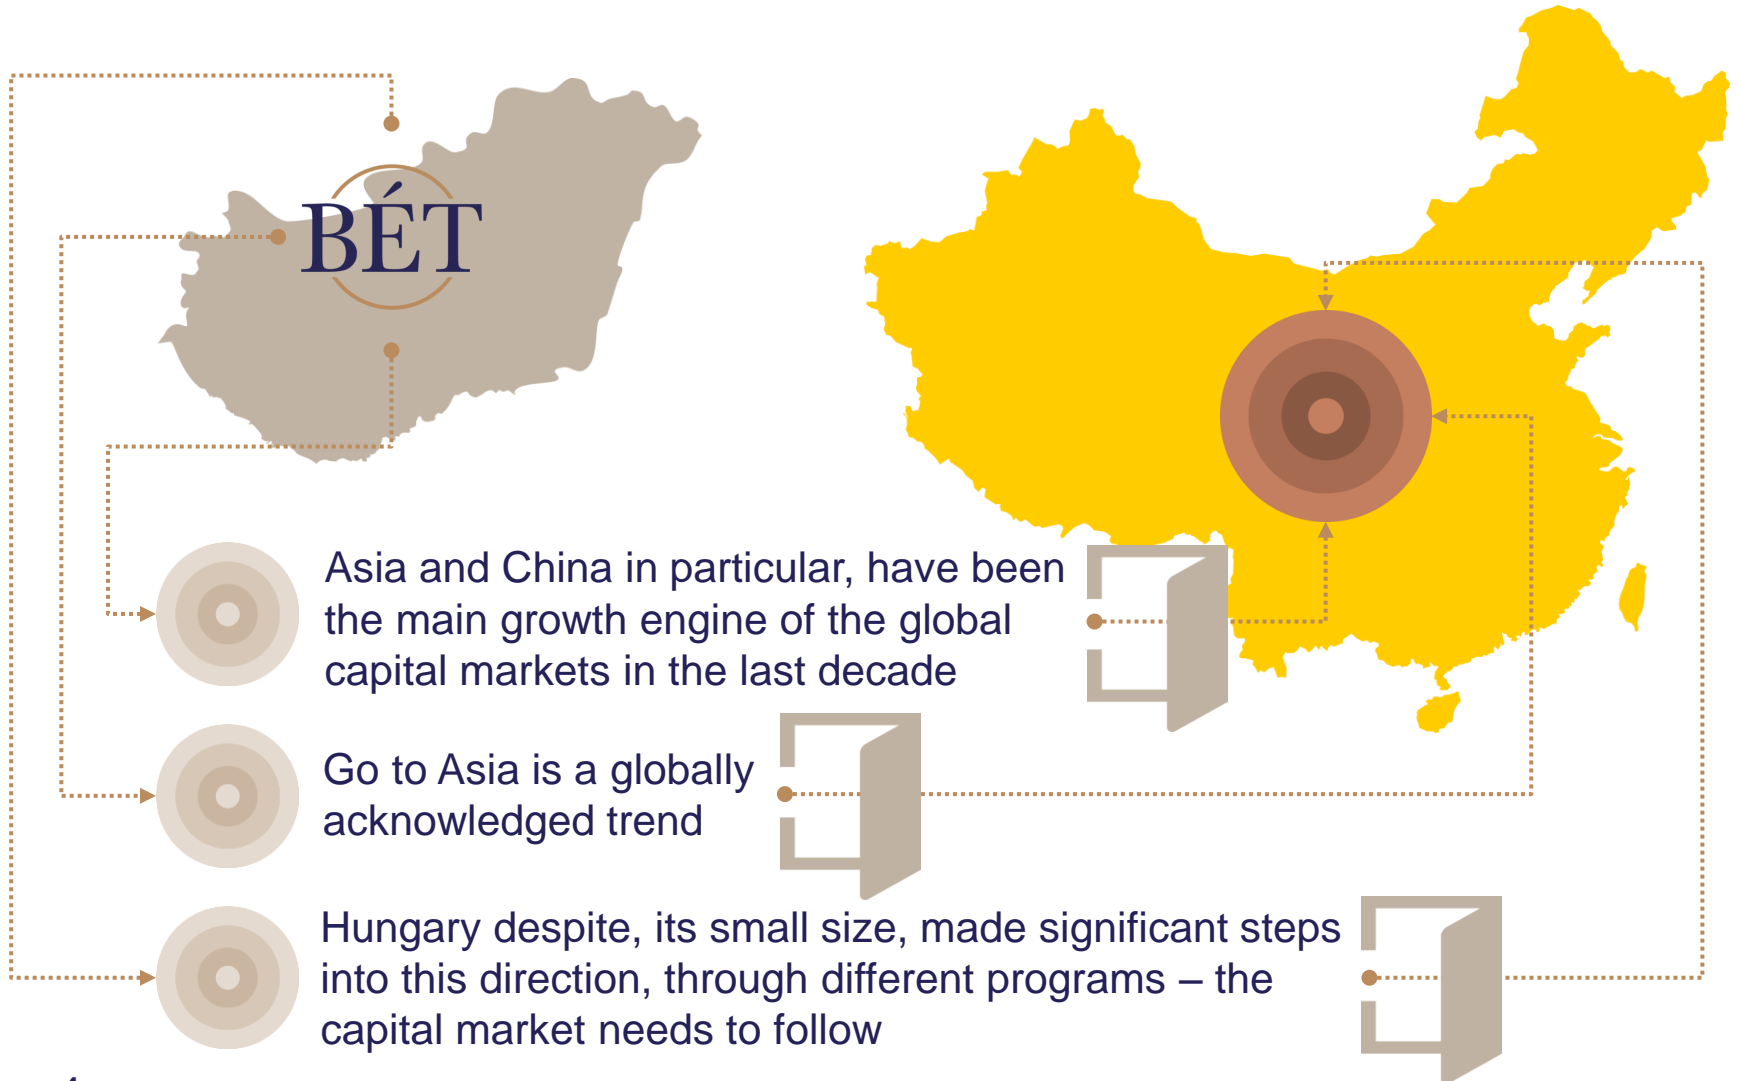 BÉT
Asia and China in particular, have been
the main growth engine of the global
capital markets in the last decade
Go to Asia is a globally
acknowledged trend
Hungary despite, its small size, made significant steps
into this direction, through different programs – the
capital market needs to follow